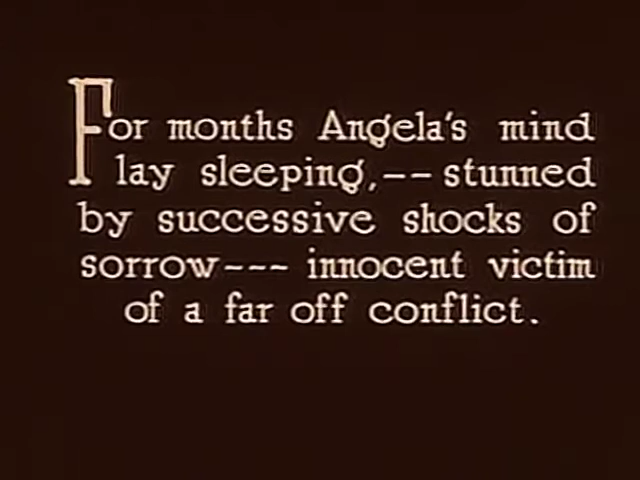 For months Angela's mind
lay sleeping,-- stunned
by successive shocks of
sorrow--- innocent victim
of a far off conflict.